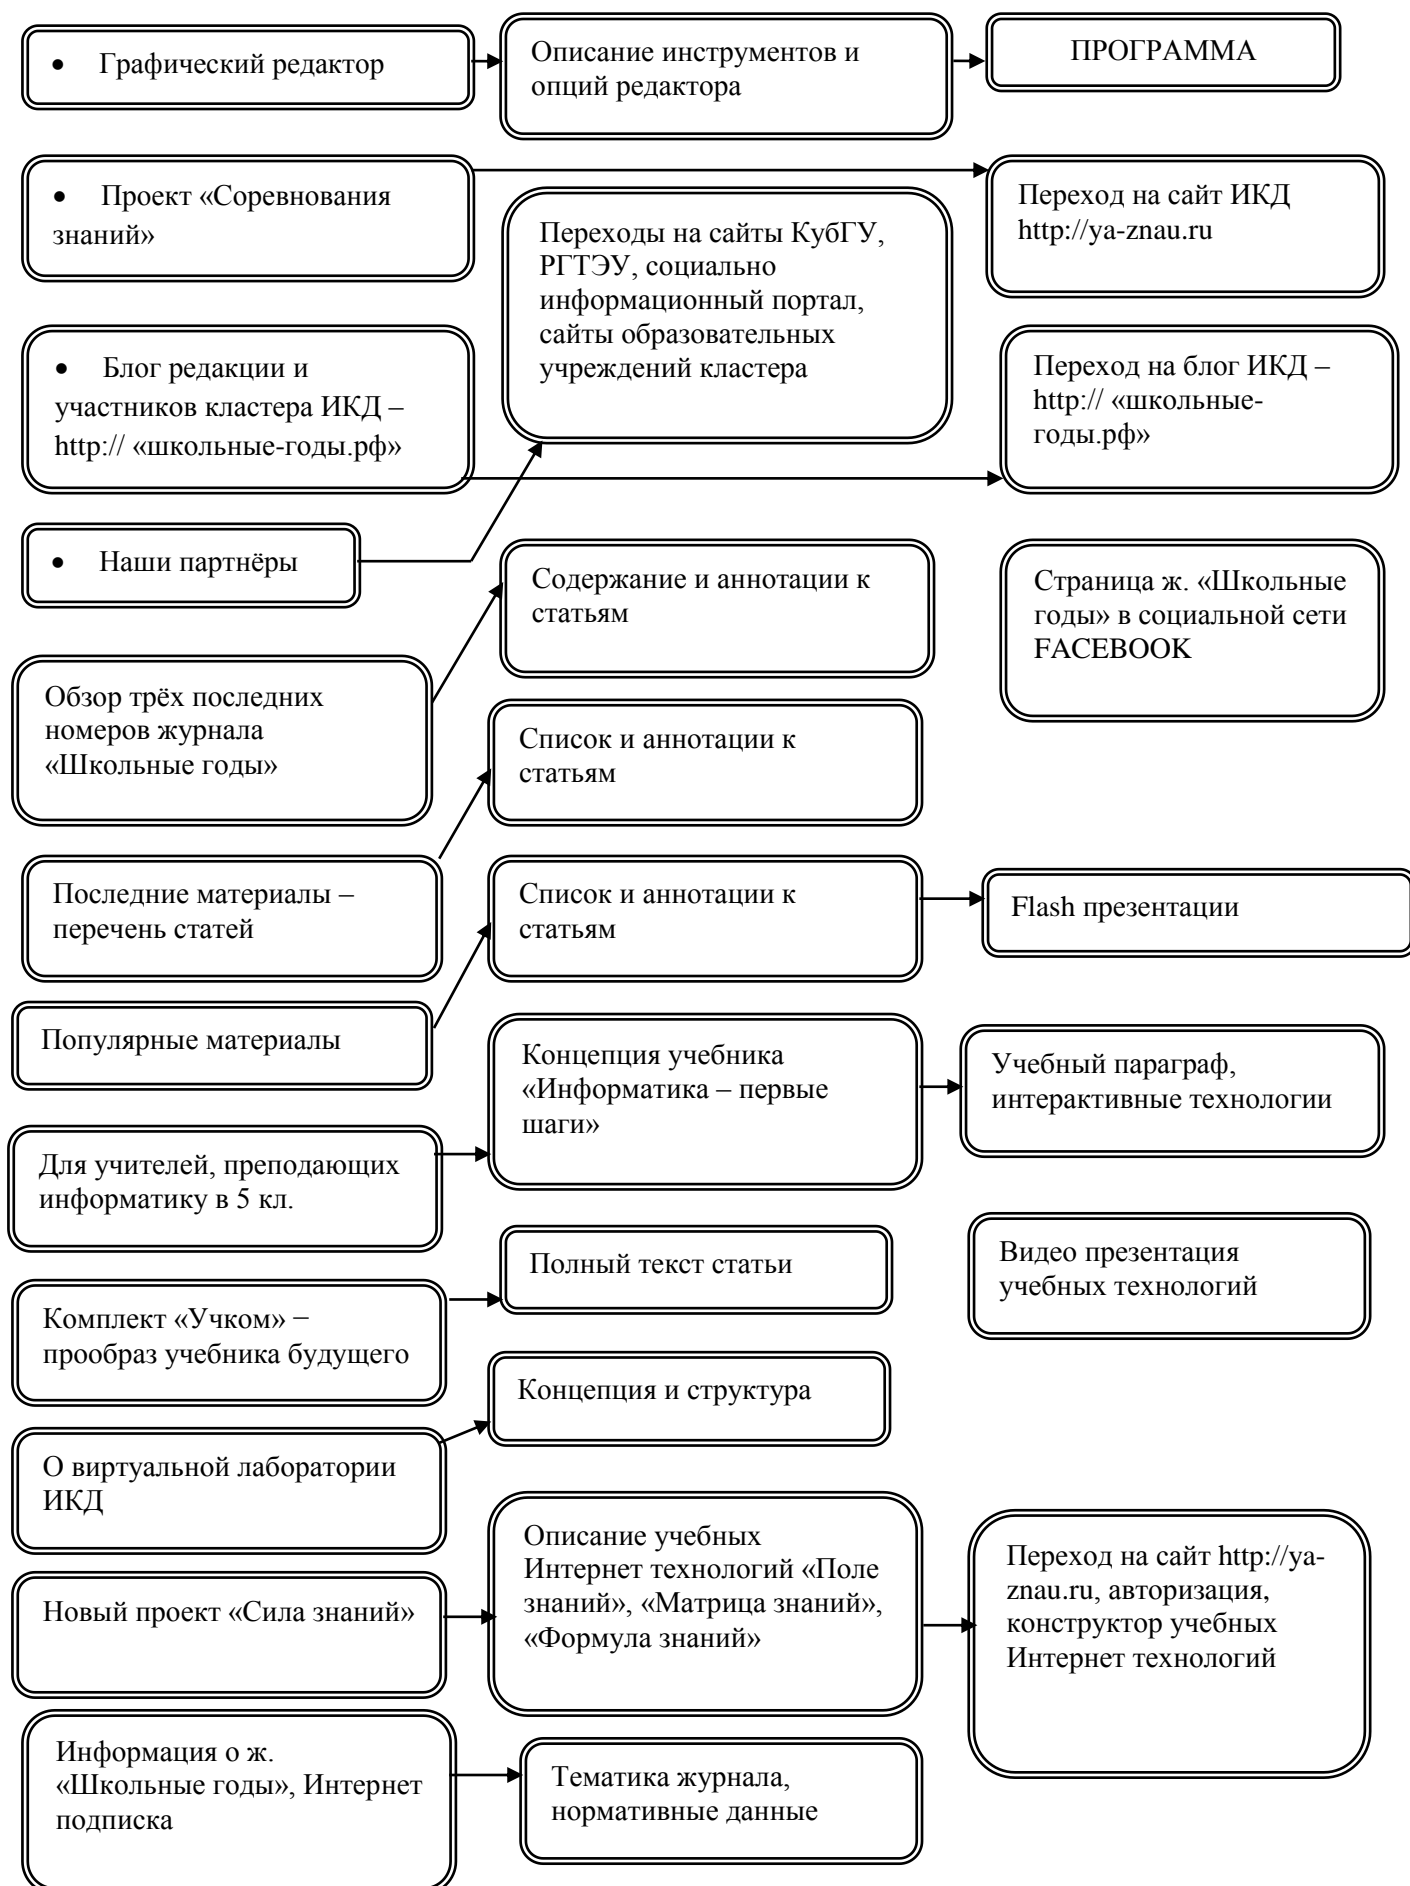 • Графический редактор
Описание инструментов и
опций редактора
ПРОГРАММА
• Проект «Соревнования
знаний»
Переходы на сайты КубГУ,
РГТЭУ, социально
информационный портал,
сайты образовательных
учреждений кластера
Переход на сайт ИКД
http://ya-znau.ru
• Блог редакции и
участников кластера ИКД –
http:// «школьные-годы.рф»
Переход на блог ИКД –
http:// «школьные-
годы.рф»
• Наши партнёры
Содержание и аннотации к
статьям
Страница ж. «Школьные
годы» в социальной сети
FACEBOOK
Обзор трёх последних
номеров журнала
«Школьные годы»
Список и аннотации к
статьям
Последние материалы –
перечень статей
Список и аннотации к
статьям
Flash презентации
Популярные материалы
Концепция учебника
«Информатика – первые
шаги»
Учебный параграф,
интерактивные технологии
Для учителей, преподающих
информатику в 5 кл.
Полный текст статьи
Видео презентация
учебных технологий
Комплект «Учком» –
прообраз учебника будущего
Концепция и структура
О виртуальной лаборатории
ИКД
Описание учебных
Интернет технологий «Поле
знаний», «Матрица знаний»,
«Формула знаний»
Переход на сайт http://ya-
znau.ru, авторизация,
конструктор учебных
Интернет технологий
Новый проект «Сила знаний»
Информация о ж.
«Школьные годы», Интернет
подписка
Тематика журнала,
нормативные данные